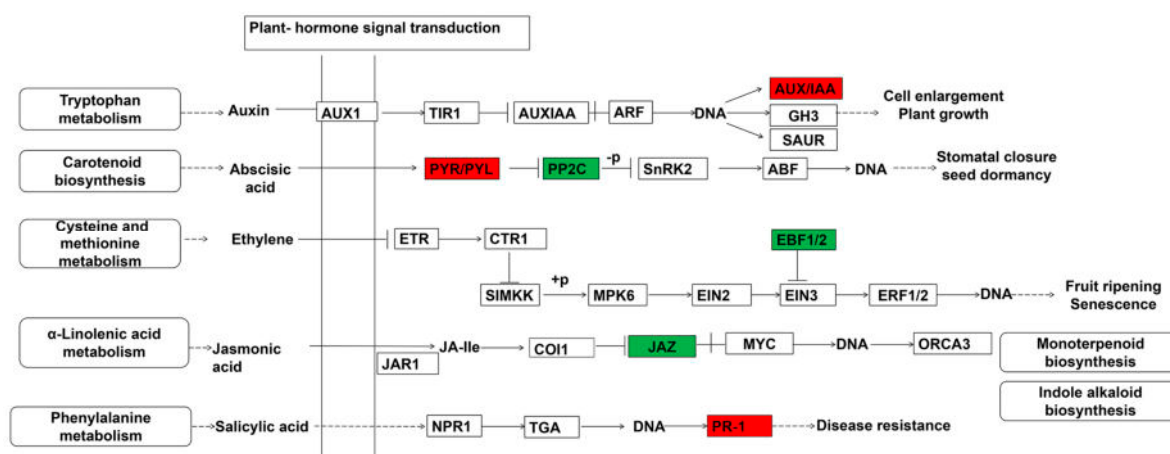 Plant- hormone signal transduction
Tryptophan
metabolism
Auxin
AUX1
TIR1
AUXIAA
ARF
DNA
AUX/IAA
GH3
SAUR
Cell enlargement
Plant growth
Carotenoid
biosynthesis
Abscisic
acid
PYR/PYL
PP2C
-p
SnRK2
ABF
DNA
Stomatal closure
seed dormancy
Cysteine and
methionine
metabolism
Ethylene
ETR
CTR1
EBF1/2
SIMKK
+p
MPK6
EIN2
EIN3
ERF1/2
DNA
Fruit ripening
Senescence
α-Linolenic acid
metabolism
Jasmonic
acid
JAR1
JA-Ile
COI1
JAZ
MYC
DNA
ORCA3
Monoterpenoid
biosynthesis
Indole alkaloid
biosynthesis
Phenylalanine
metabolism
Salicylic acid
NPR1
TGA
DNA
PR-1
Disease resistance